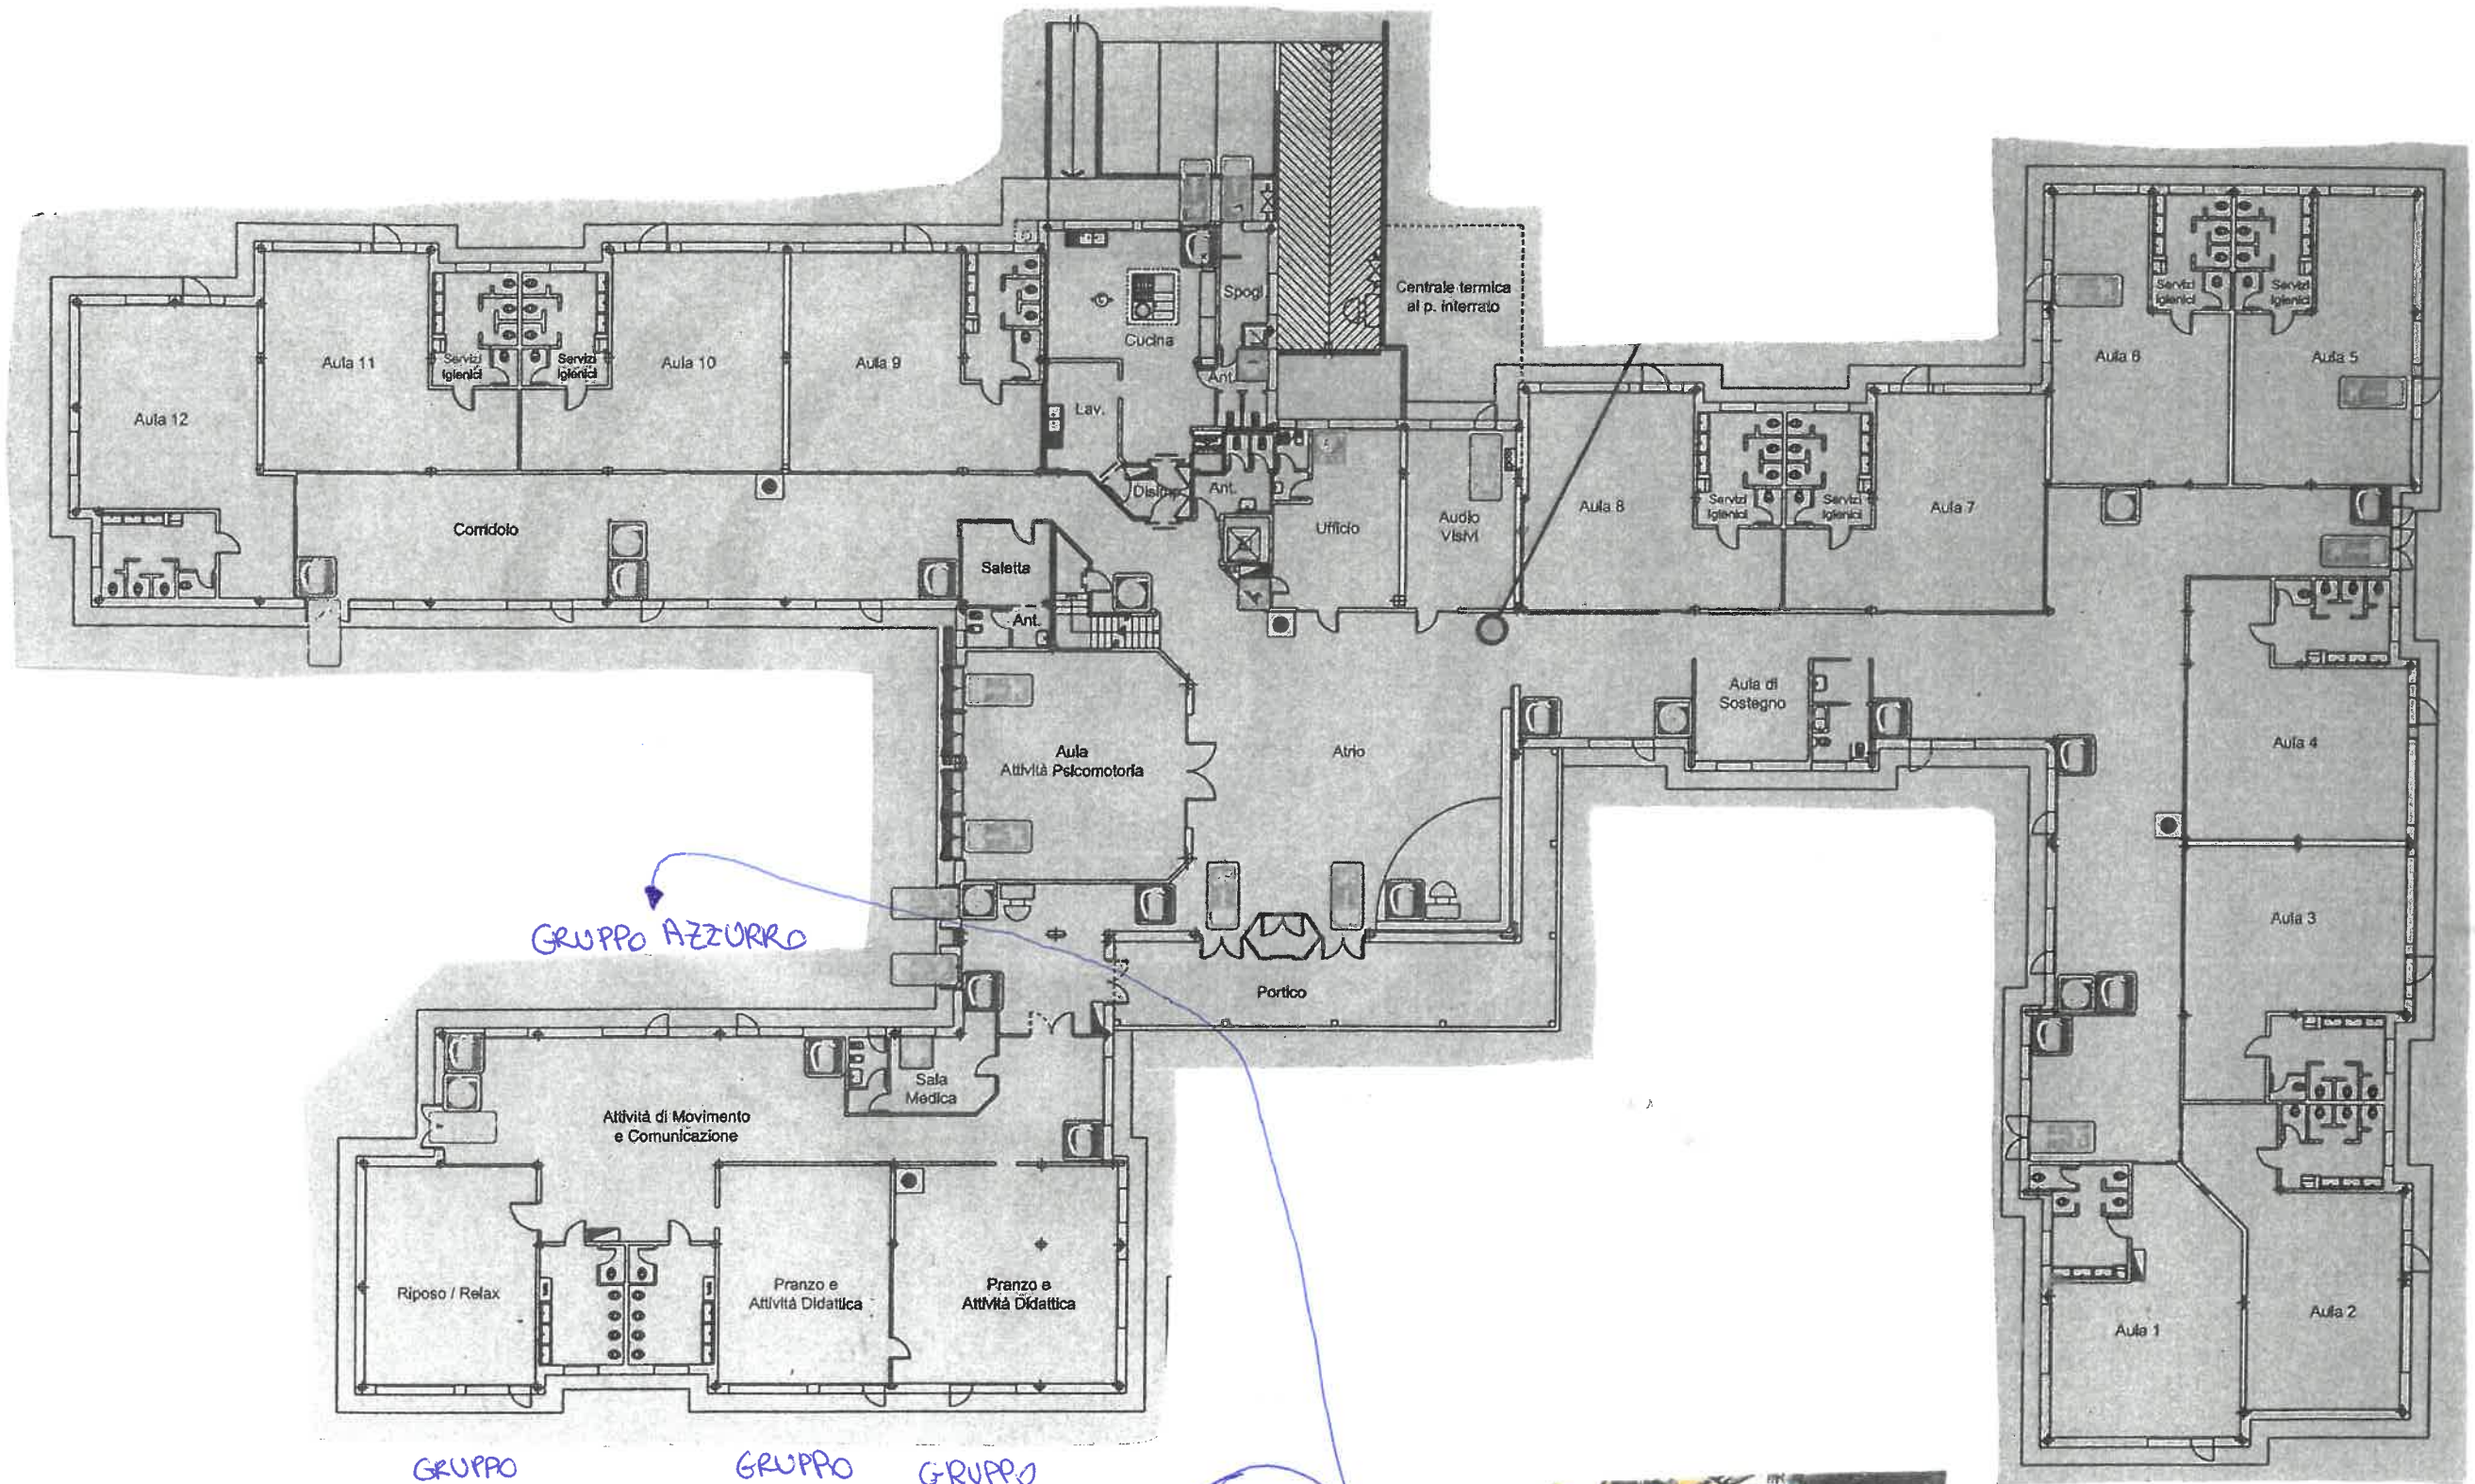 Centrale termica
al p. interrato
Spogl.
Cucina
Servizi
Igienici
Servizi
Igienici
Aula 6
Aula 5
Aula 11
Servizi
Igienici
Servizi
Igienici
Aula 10
Aula 9
Ant.
Lav.
Aula 12
Disimp.
Ant.
Servizi
Igienici
Servizi
Igienici
Aula 8
Aula 7
Ufficio
Audio
Visivi
Corridoio
Saletta
Ant.
Aula di
Sostegno
Aula 4
Aula
Attività Psicomotoria
Atrio
Aula 3
GRUPPO AZZURRO
Portico
Sala
Medica
Attività di Movimento
e Comunicazione
Riposo / Relax
Pranzo e
Attività Didattica
Pranzo e
Attività Didattica
Aula 2
Aula 1
GRUPPO
GRUPPO
GRUPPO